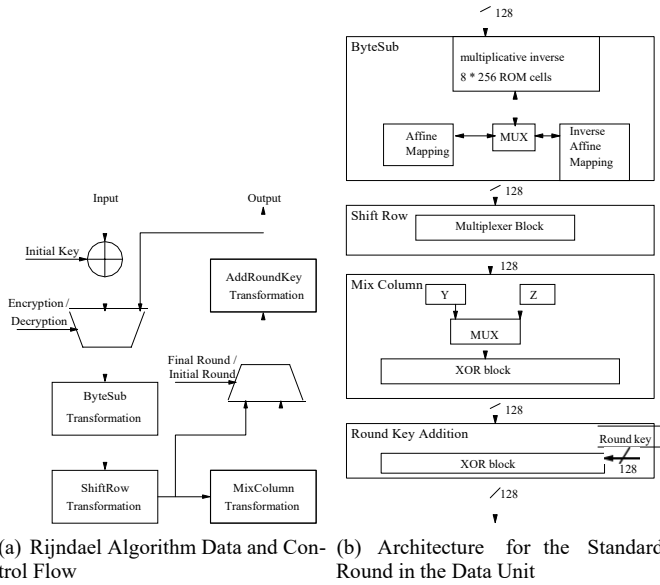 Input
Output
Initial Key
AddRoundKey
Transformation
Encryption /
Decryption
Final Round /
Initial Round
ByteSub
Transformation
ShiftRow
Transformation
MixColumn
Transformation
(a) Rijndael Algorithm Data and Con-
trol Flow
128
ByteSub
multiplicative inverse
8 * 256 ROM cells
Affine
Mapping
MUX
Inverse
Affine
Mapping
128
Shift Row
Multiplexer Block
128
Mix Column
Y
Z
MUX
XOR block
128
Round Key Addition
Round key
XOR block
128
128
(b) Architecture for the Standard
Round in the Data Unit